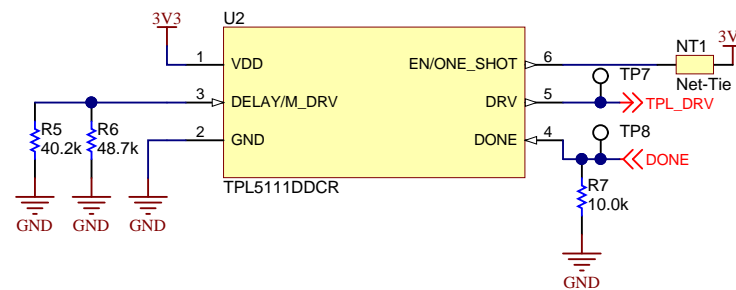 3V3
U2
NT1
3V
1
VDD
EN/ONE_SHOT
6
Net-Tie
TP7
3
DELAY/M_DRV
DRV
5
TPL_DRV
R5
40.2k
R6
48.7k
2
GND
DONE
4
TP8
DONE
TPL5111DDCR
R7
10.0k
GND
GND
GND
GND